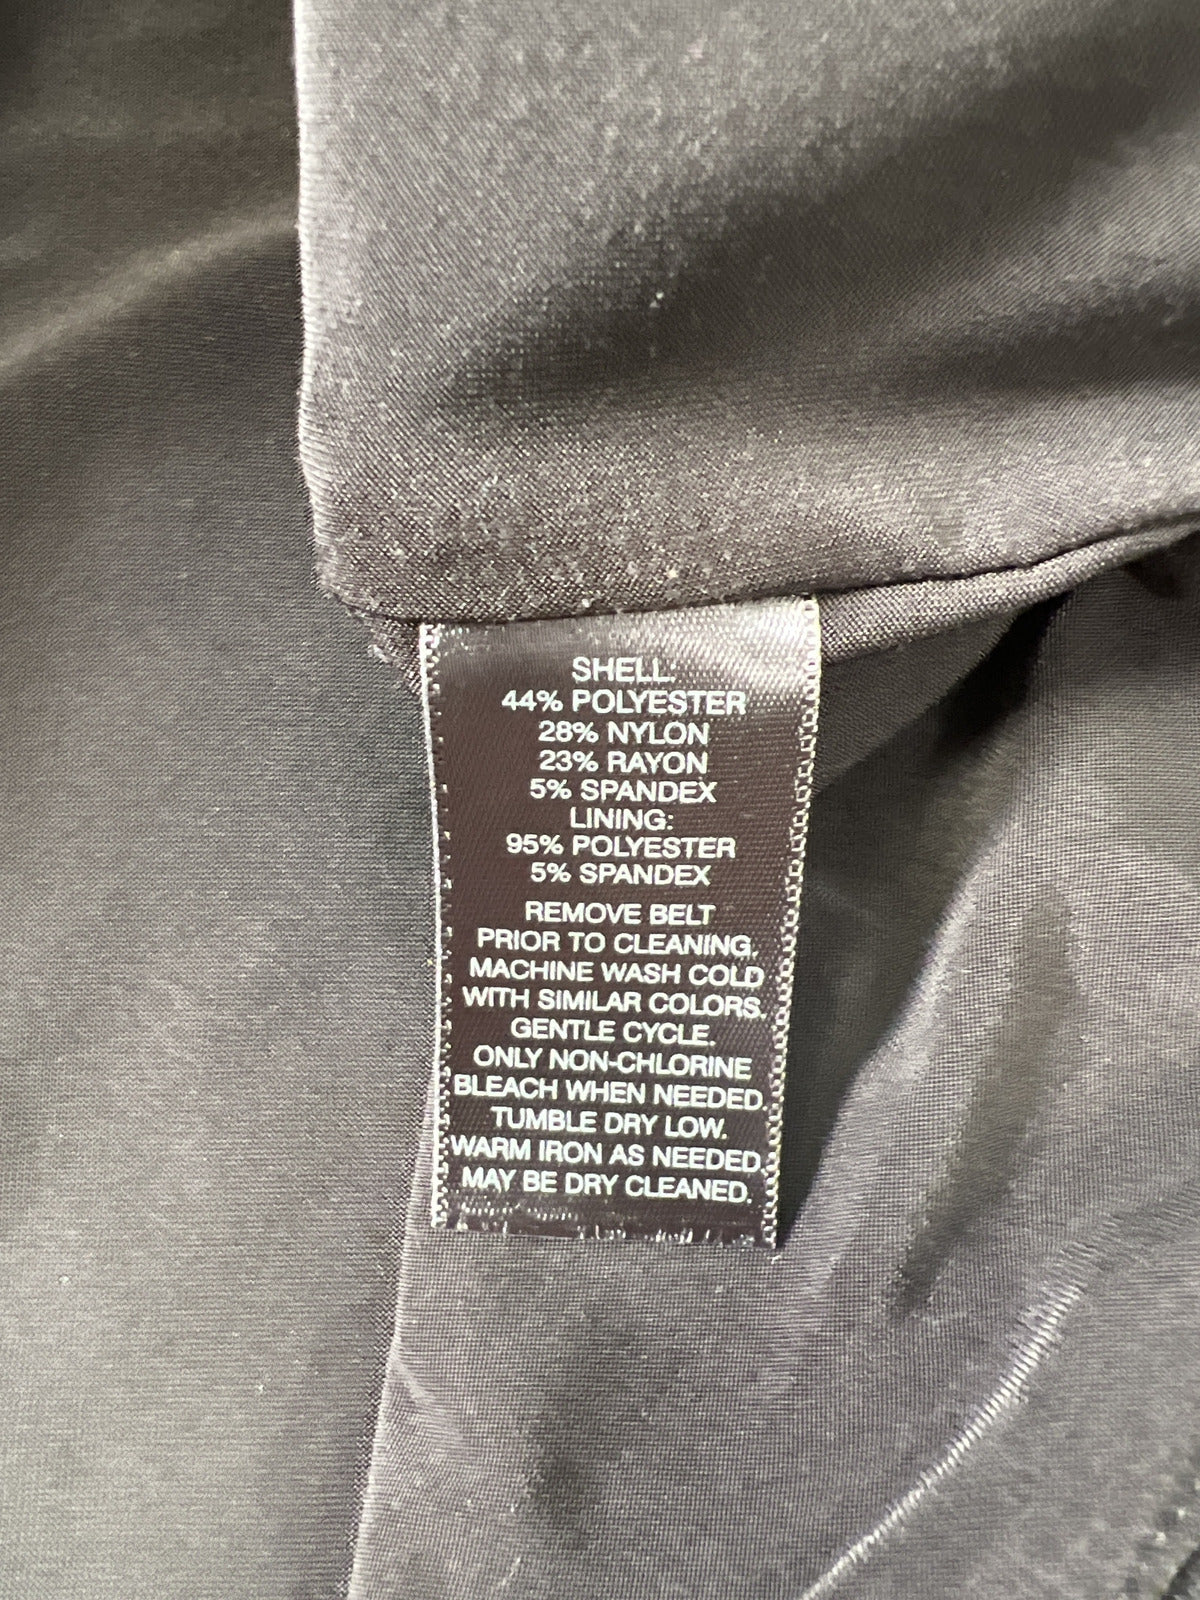 SHELL:
44% POLYESTER
28% NYLON
23% RAYON
5% SPANDEX
LINING:
95% POLYESTER
5% SPANDEX
REMOVE BELT
PRIOR TO CLEANING.
MACHINE WASH COLD
WITH SIMILAR COLORS.
GENTLE CYCLE.
ONLY NON-CHLORINE
BLEACH WHEN NEEDED.
TUMBLE DRY LOW.
WARM IRON AS NEEDED.
MAY BE DRY CLEANED.